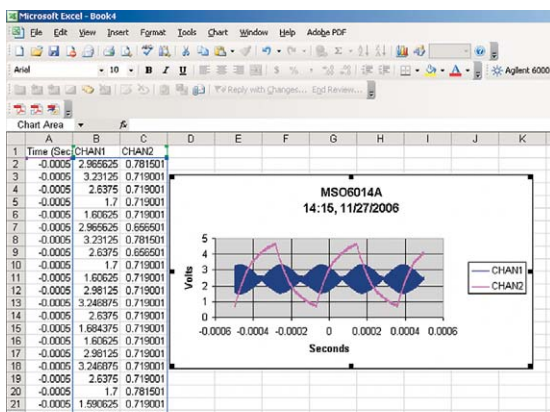 Microsoft Excel - Book4
File Edit View Insert Format Tools Chart Window Help Adobe PDF
Arial 10 B I U $ % Agilent 6000
Reply with Changes... End Review...
Chart Area fx
A B C D E F G H I J K
1 Time (Sec CHAN1 CHAN2
2 -0.0005 2.965625 0.781501
3 -0.0005 3.23125 0.719001
4 -0.0005 2.6375 0.719001
5 -0.0005 1.7 0.719001
6 -0.0005 1.60625 0.719001
7 -0.0005 2.965625 0.656501
8 -0.0005 3.23125 0.781501
9 -0.0005 2.6375 0.656501
10 -0.0005 1.7 0.719001
11 -0.0005 1.60625 0.719001
12 -0.0005 2.98125 0.719001
13 -0.0005 3.246875 0.719001
14 -0.0005 2.6375 0.719001
15 -0.0005 1.684375 0.719001
16 -0.0005 1.60625 0.719001
17 -0.0005 2.98125 0.719001
18 -0.0005 3.246875 0.719001
19 -0.0005 2.6375 0.719001
20 -0.0005 1.7 0.781501
21 -0.0005 1.590625 0.719001
MSO6014A
14:15, 11/27/2006
Volts
5
4
3
2
1
0
-0.0006 -0.0004 -0.0002 0 0.0002 0.0004 0.0006
Seconds
CHAN1
CHAN2